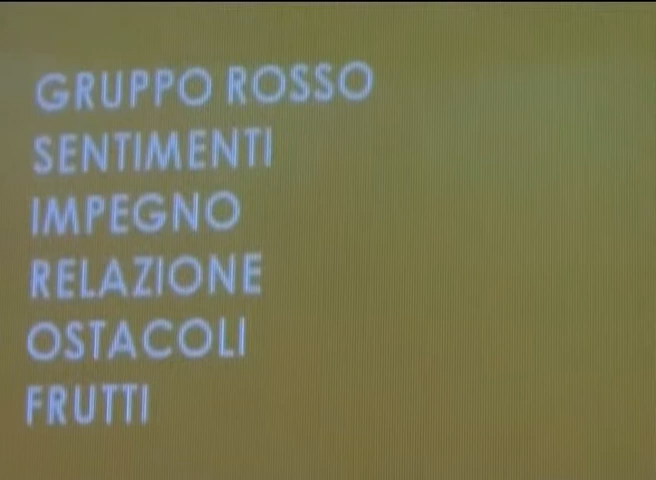 GRUPPO ROSSO
SENTIMENTI
IMPEGNO
RELAZIONE
OSTACOLI
FRUTTI